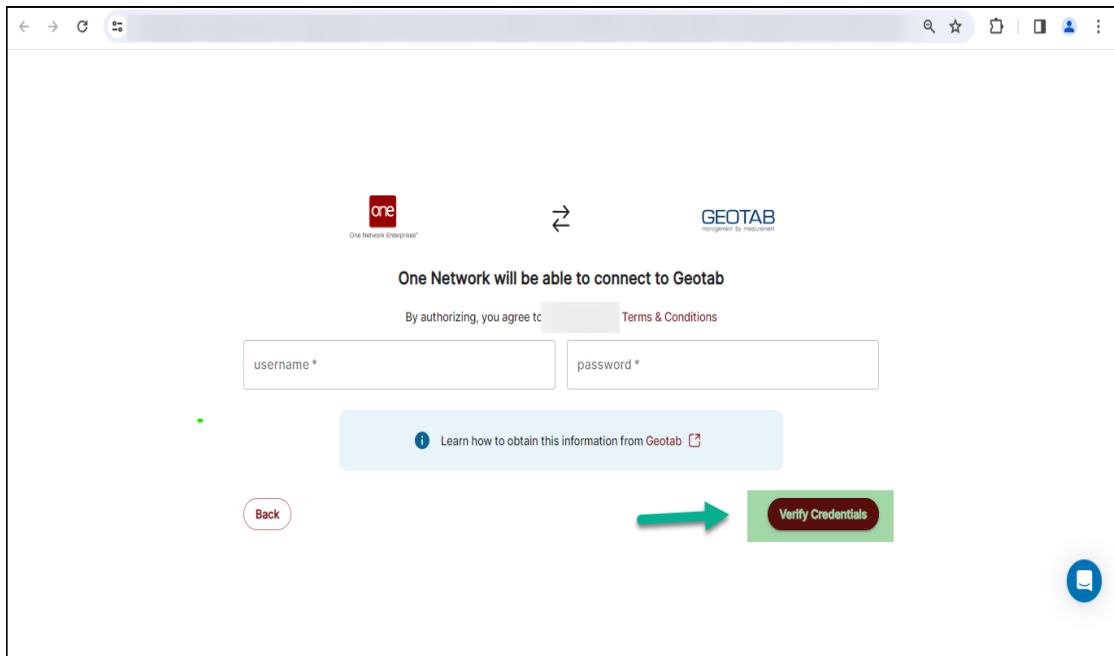 one
One Network Enterprises®
GEOTAB
management by measurement
One Network will be able to connect to Geotab
By authorizing, you agree to Terms & Conditions
username *
password *
Learn how to obtain this information from Geotab
Back
Verify Credentials